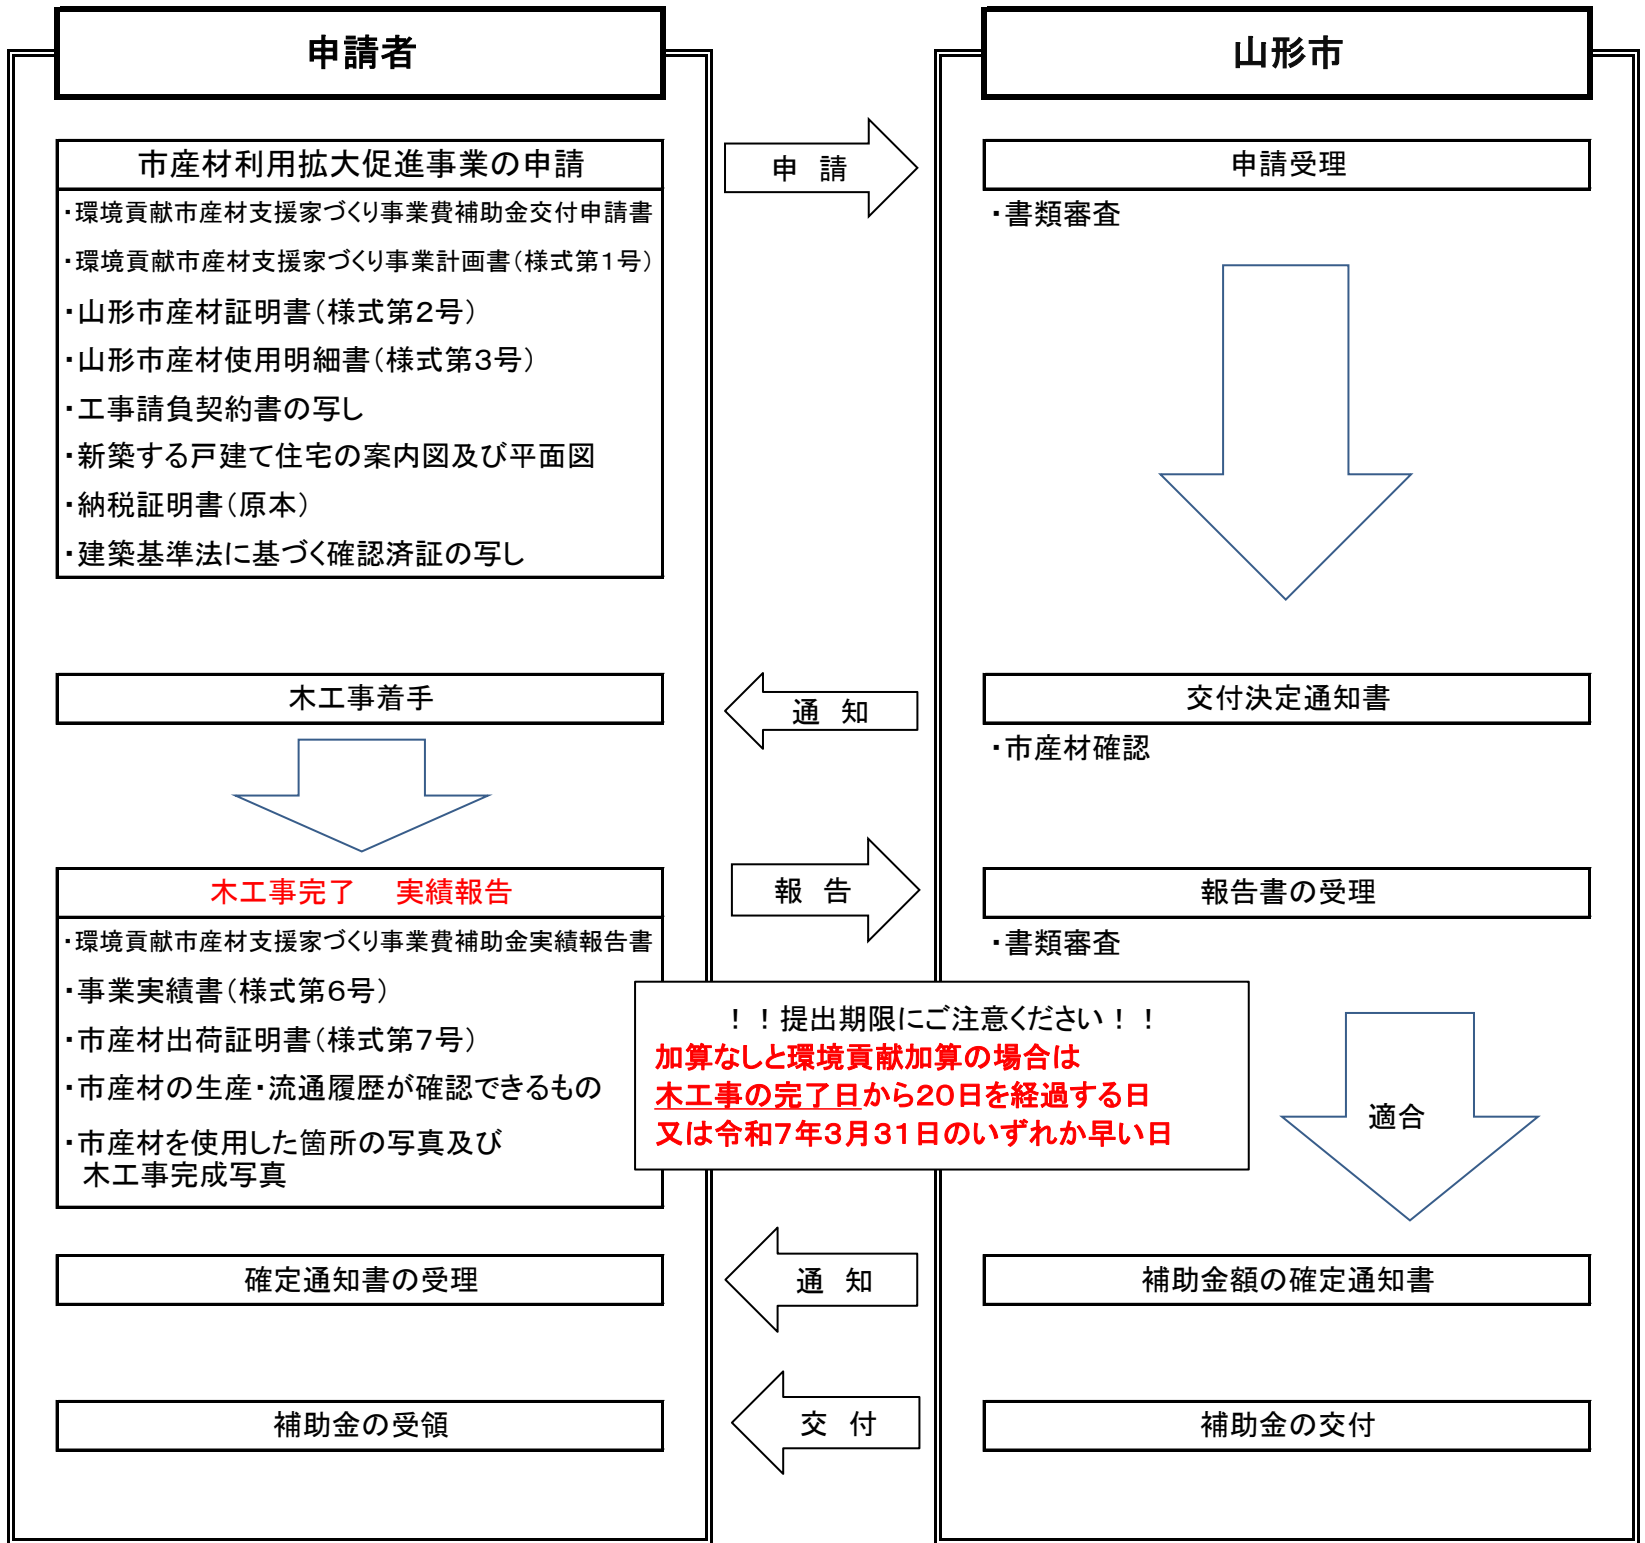 申請者
山形市
市産材利用拡大促進事業の申請
・環境貢献市産材支援家づくり事業費補助金交付申請書
・環境貢献市産材支援家づくり事業計画書（様式第１号）
・山形市産材証明書（様式第２号）
・山形市産材使用明細書（様式第３号）
・工事請負契約書の写し
・新築する戸建て住宅の案内図及び平面図
・納税証明書（原本）
・建築基準法に基づく確認済証の写し
申　請
申請受理
・書類審査
木工事着手
通　知
交付決定通知書
・市産材確認
木工事完了　実績報告
・環境貢献市産材支援家づくり事業費補助金実績報告書
・事業実績書（様式第６号）
・市産材出荷証明書（様式第７号）
・市産材の生産・流通履歴が確認できるもの
・市産材を使用した箇所の写真及び
木工事完成写真
報　告
報告書の受理
・書類審査
！！提出期限にご注意ください！！
加算なしと環境貢献加算の場合は
木工事の完了日から２０日を経過する日
又は令和７年３月３１日のいずれか早い日
適合
確定通知書の受理
通　知
補助金額の確定通知書
補助金の受領
交　付
補助金の交付